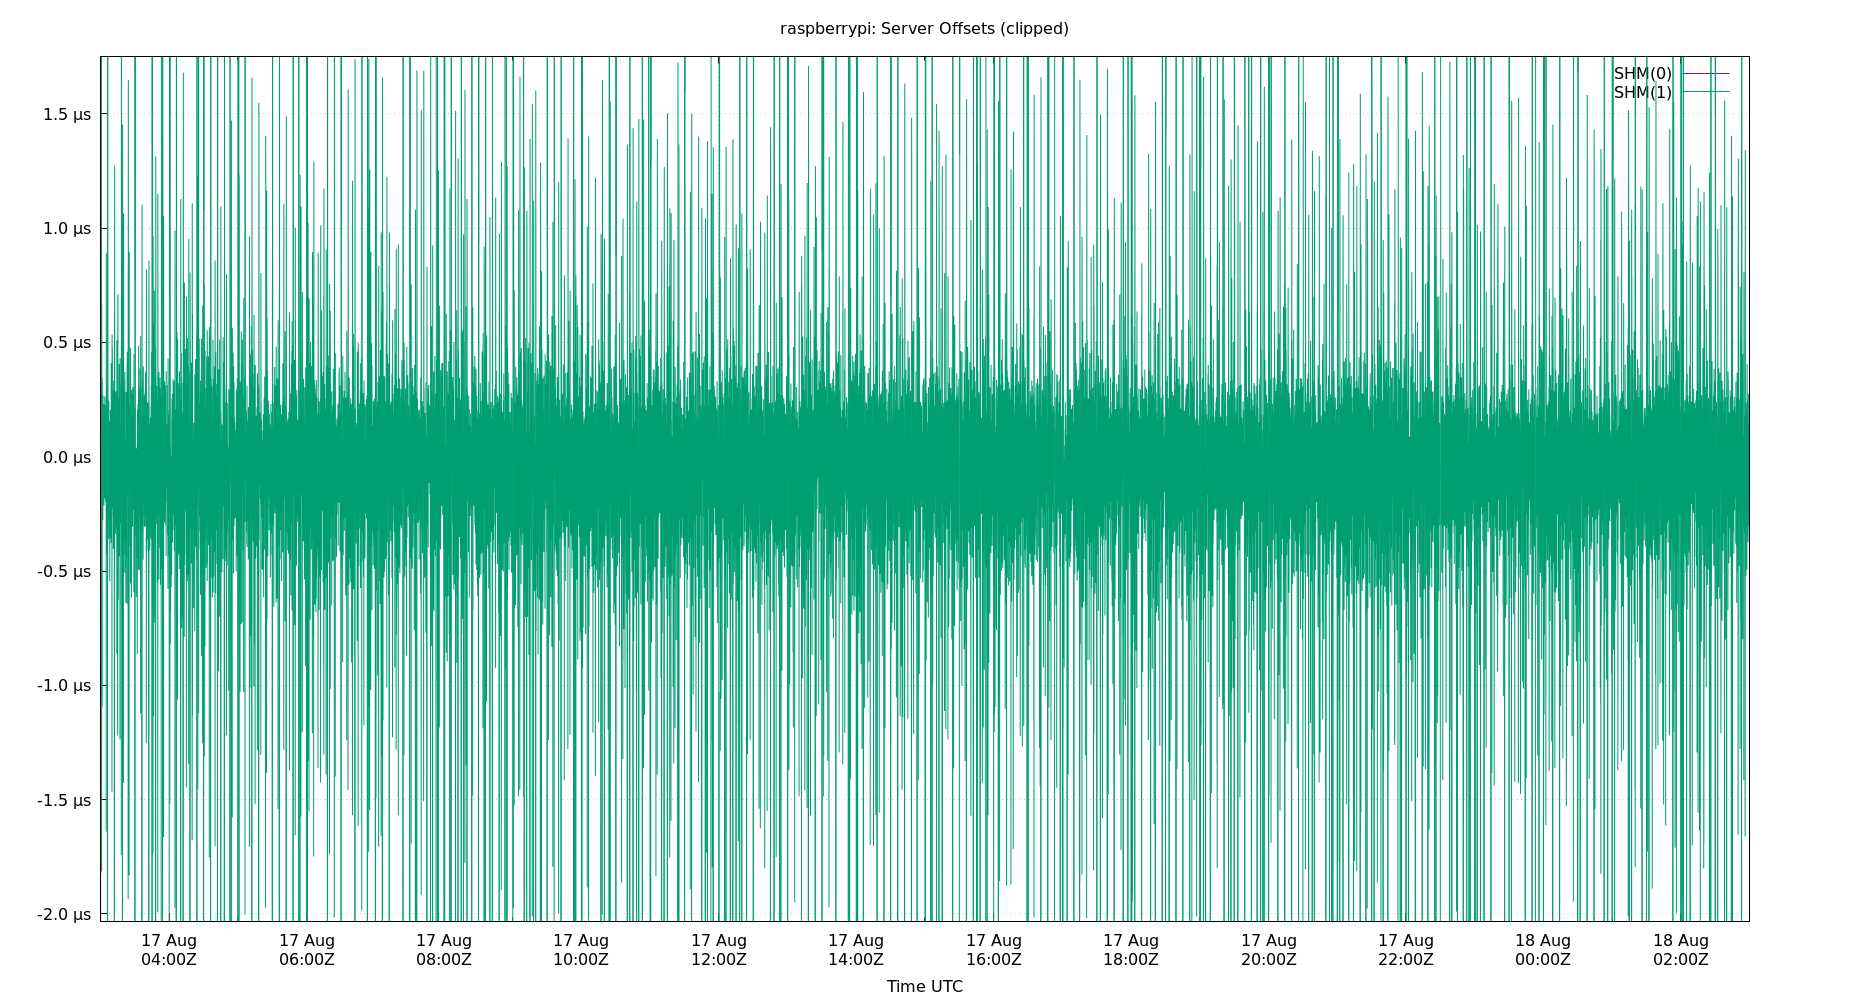 raspberrypi: Server Offsets (clipped)
SHM(0)
SHM(1)
1.5 µs
1.0 µs
0.5 µs
0.0 µs
-0.5 µs
-1.0 µs
-1.5 µs
-2.0 µs
17 Aug 17 Aug 17 Aug 17 Aug 17 Aug 17 Aug 17 Aug 17 Aug 17 Aug 17 Aug 18 Aug 18 Aug
04:00Z 06:00Z 08:00Z 10:00Z 12:00Z 14:00Z 16:00Z 18:00Z 20:00Z 22:00Z 00:00Z 02:00Z
Time UTC